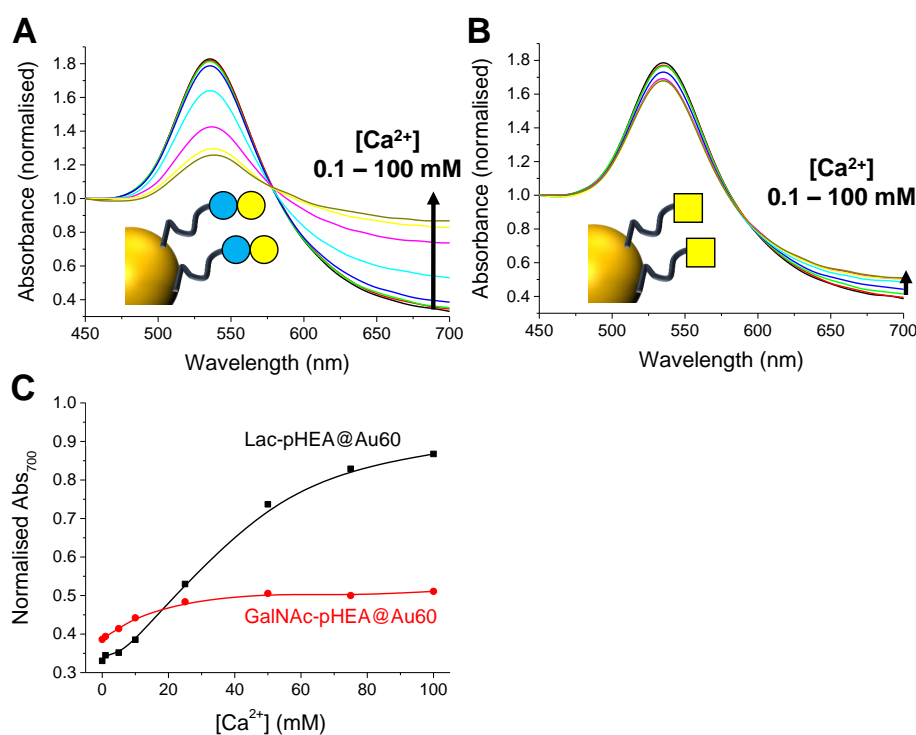 A
Absorbance (normalised)
1.8
1.6
1.4
1.2
1.0
0.8
0.6
0.4
[Ca²⁺]
0.1 – 100 mM
450 500 550 600 650 700
Wavelength (nm)
B
Absorbance (normalised)
1.8
1.6
1.4
1.2
1.0
0.8
0.6
0.4
[Ca²⁺]
0.1 – 100 mM
450 500 550 600 650 700
Wavelength (nm)
C
Normalised Abs₇₀₀
1.0
0.9
0.8
0.7
0.6
0.5
0.4
0.3
Lac-pHEA@Au60
GalNAc-pHEA@Au60
0 20 40 60 80 100
[Ca²⁺] (mM)